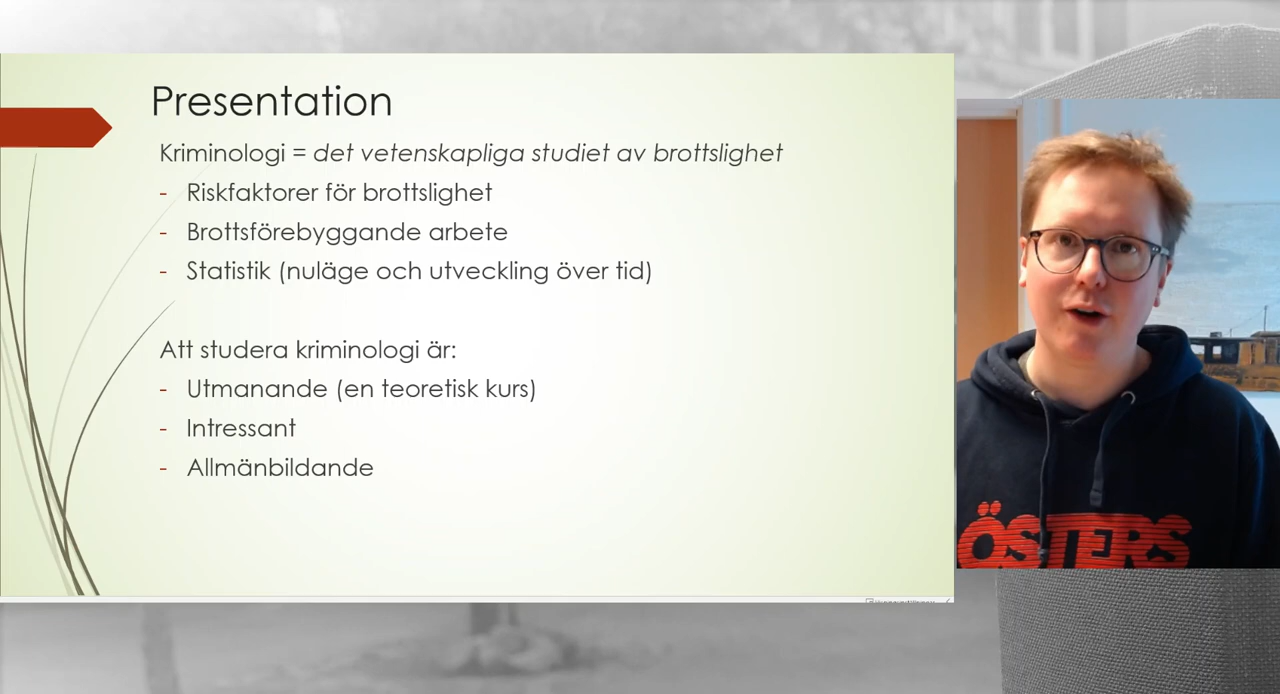 Presentation
Kriminologi = det vetenskapliga studiet av brottslighet
- Riskfaktorer för brottslighet
- Brottsförebyggande arbete
- Statistik (nuläge och utveckling över tid)
Att studera kriminologi är:
- Utmanande (en teoretisk kurs)
- Intressant
- Allmänbildande
ÖSTERS